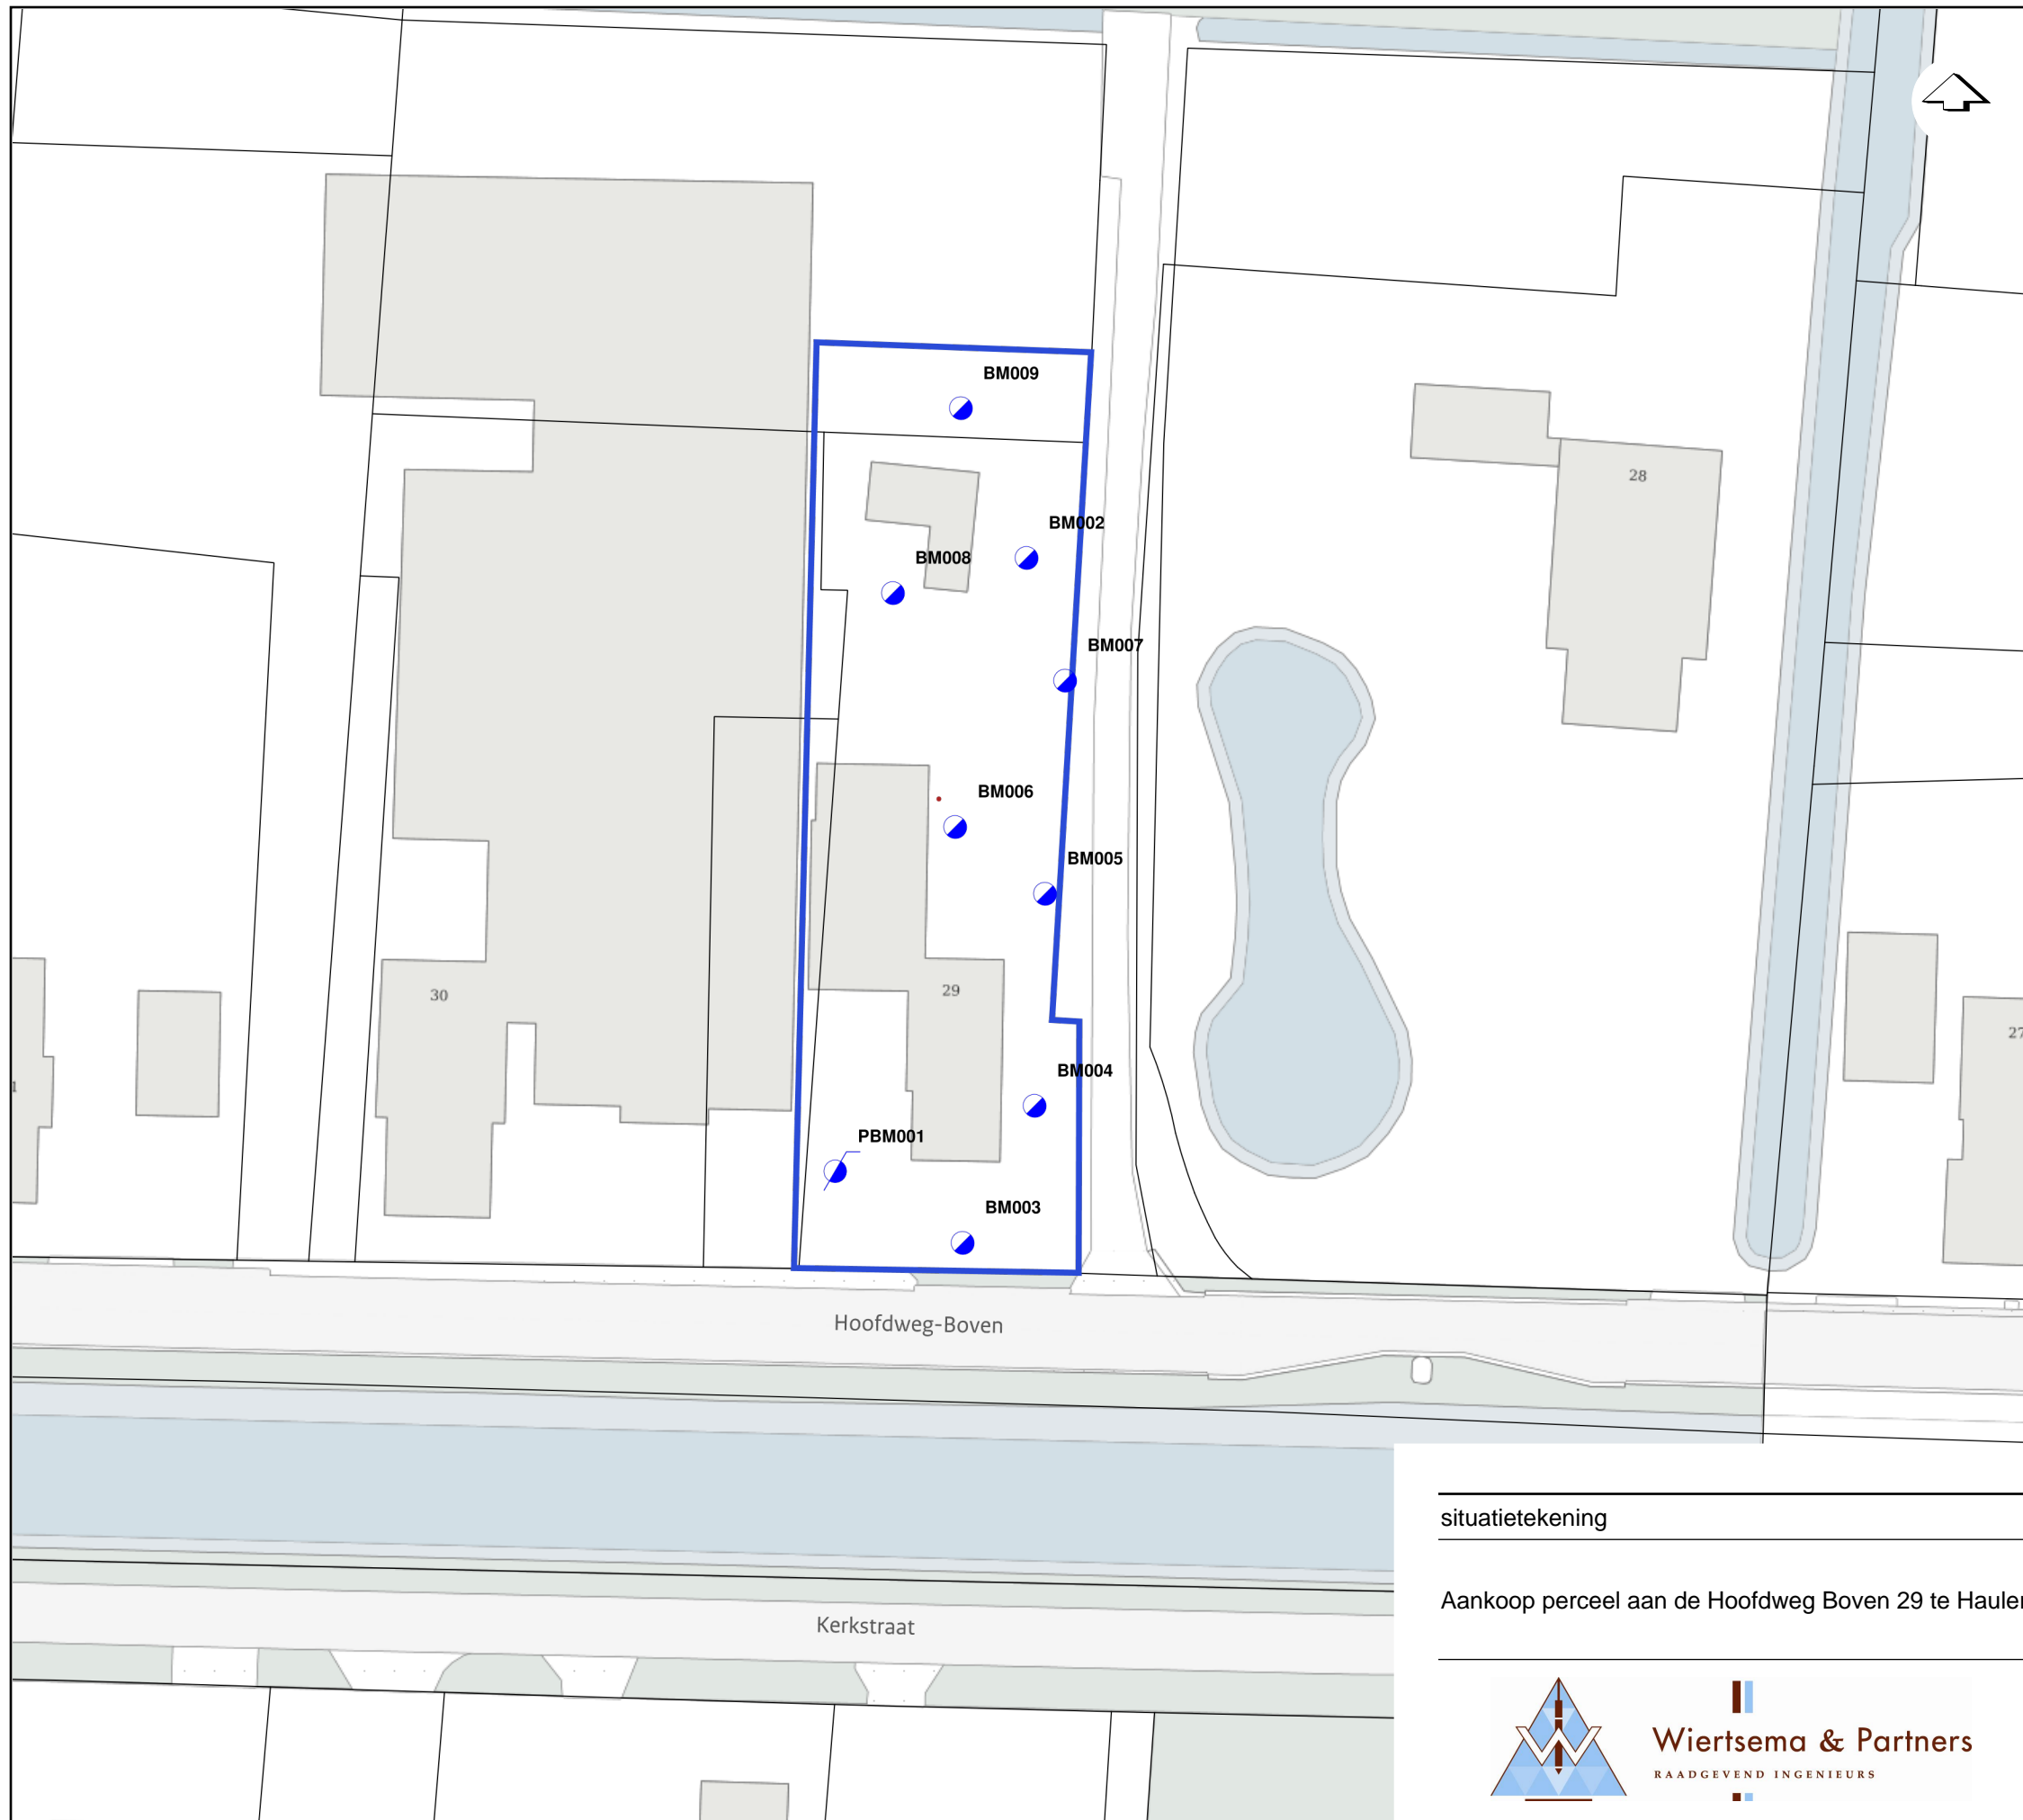 BM009
28
BM002
BM008
BM007
BM006
BM005
30
29
27
1
BM004
PBM001
BM003
Hoofdweg-Boven
situatietekening
Aankoop perceel aan de Hoofdweg Boven 29 te
Kerkstraat
Wiertsema & Partners
RAADGEVEND INGENIEURS